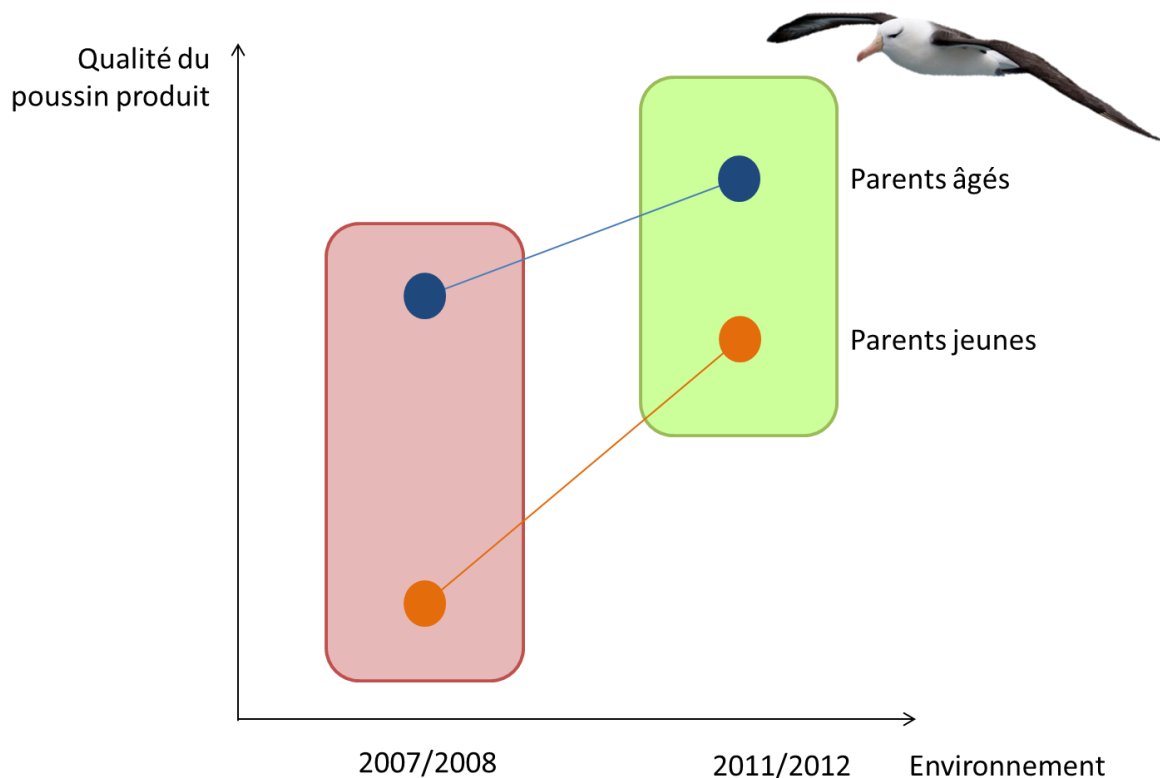 Qualité du
poussin produit
Parents âgés
Parents jeunes
2007/2008
2011/2012
Environnement